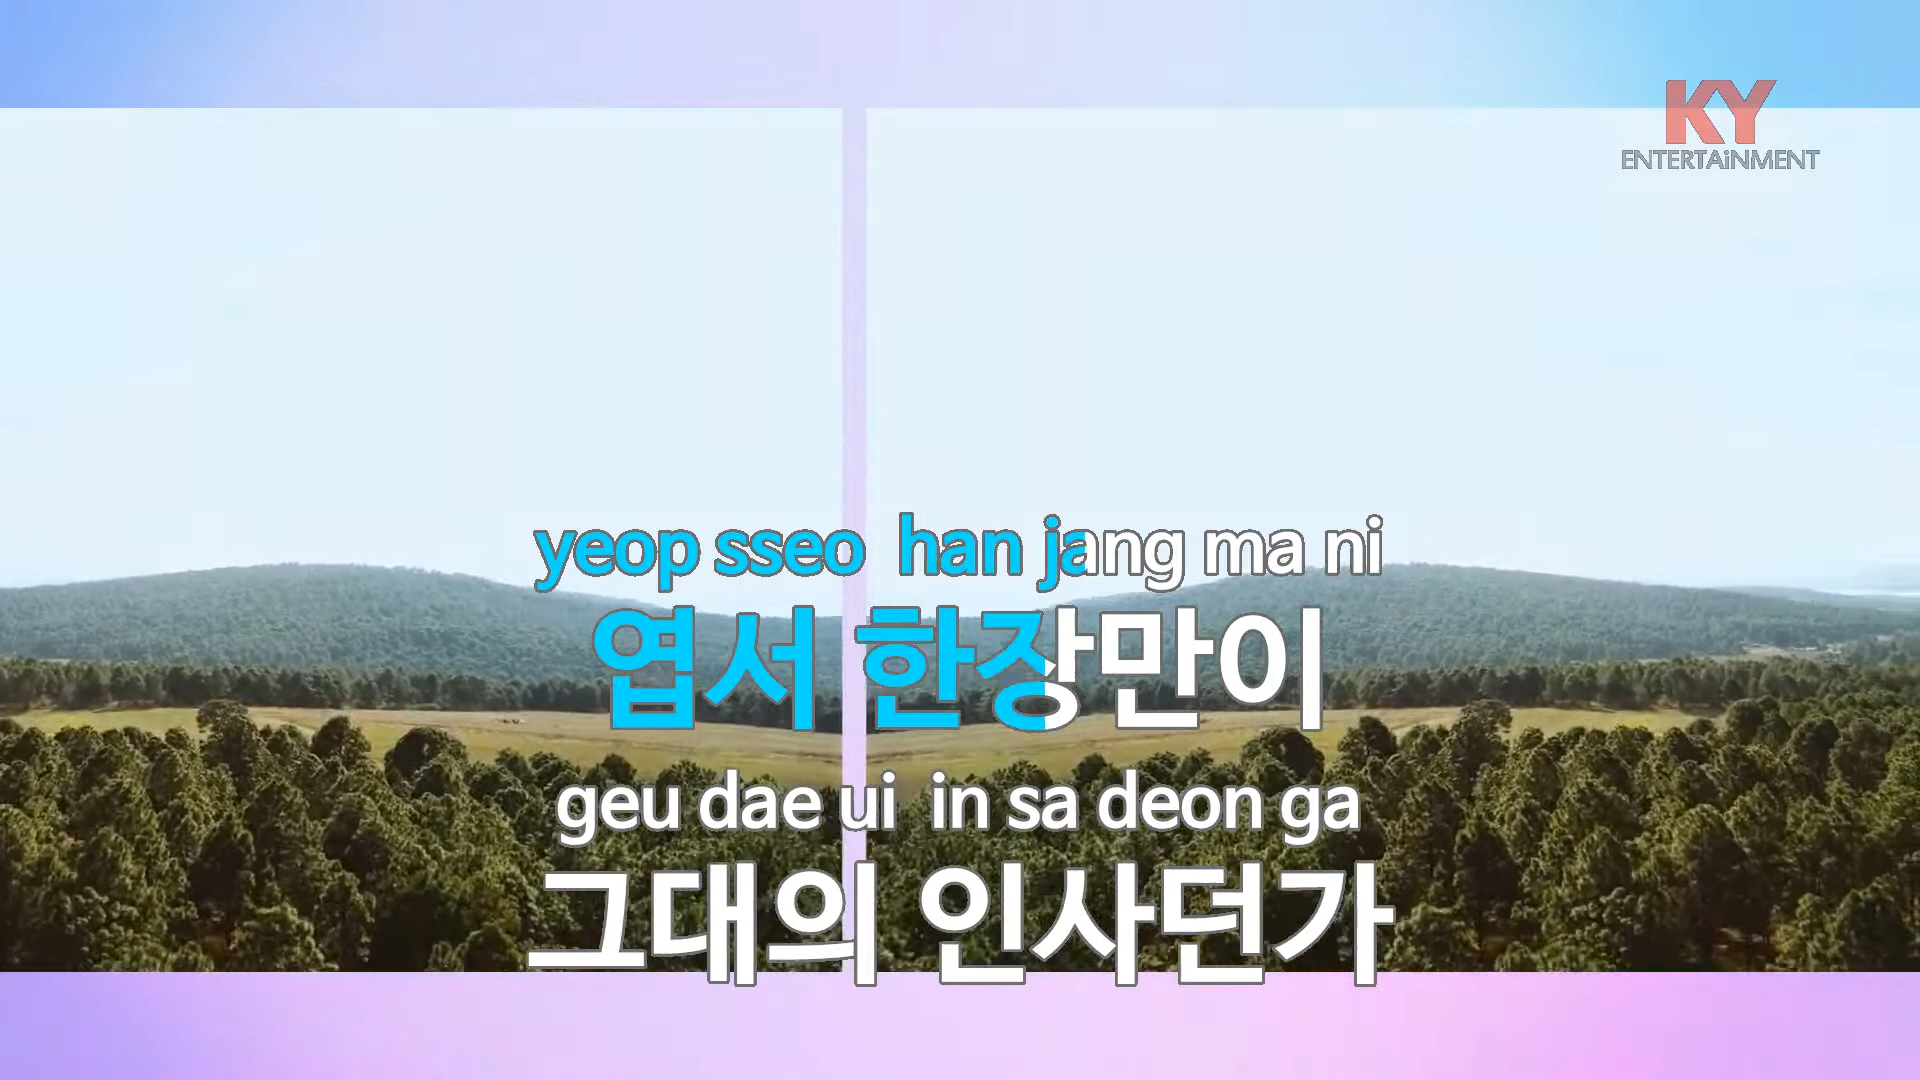 KY
ENTERTAiNMENT
yeop sseo han jang ma ni
엽서 한장만이
geu dae ui in sa deon ga
그대의 인사던가